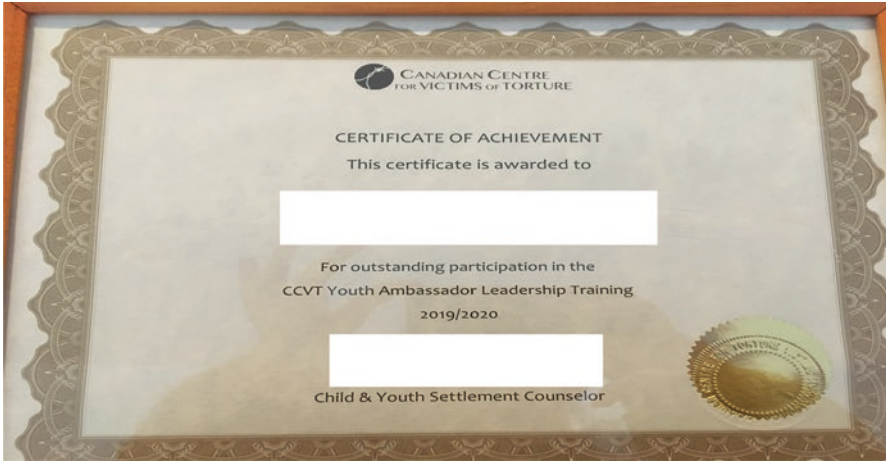 CANADIAN CENTRE
FOR VICTIMS OF TORTURE
CERTIFICATE OF ACHIEVEMENT
This certificate is awarded to
For outstanding participation in the
CCVT Youth Ambassador Leadership Training
2019/2020
Child & Youth Settlement Counselor
TORTURE